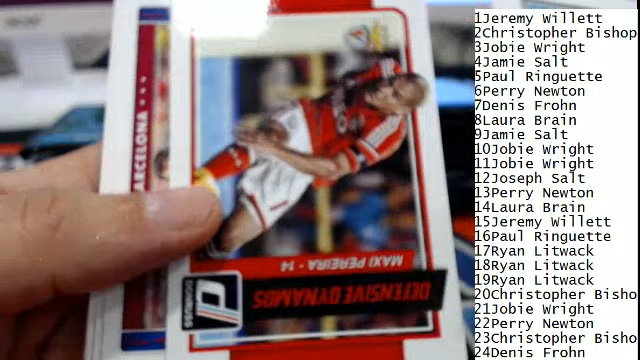 1Jeremy Willett
2Christopher Bishop
3Jobie Wright
4Jamie Salt
5Paul Ringuette
6Perry Newton
7Denis Frohn
8Laura Brain
9Jamie Salt
10Jobie Wright
11Jobie Wright
12Joseph Salt
13Perry Newton
14Laura Brain
15Jeremy Willett
16Paul Ringuette
17Ryan Litwack
18Ryan Litwack
19Ryan Litwack
20Christopher Bisho
21Jobie Wright
22Perry Newton
23Christopher Bisho
24Denis Frohn
ARCELONA
MAXI PEREIRA • 14
DEFENSIVE DYNAMOS
DONRUSS